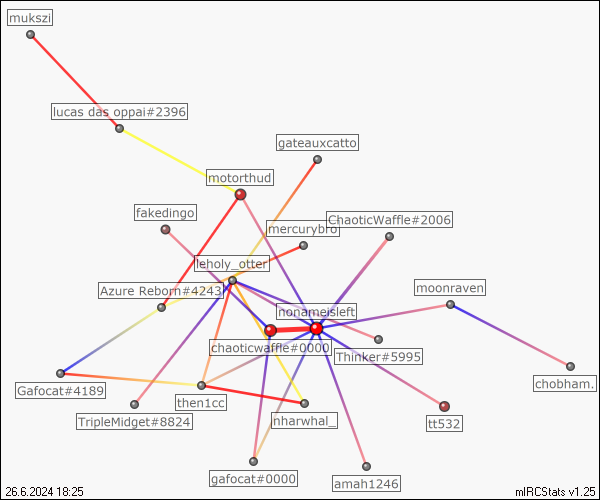 mukszi
lucas das oppai#2396
gateauxcatto
motorthud
fakedingo
ChaoticWaffle#2006
mercurybro
leholy_otter
Azure Reborn#4243
moonraven
nonameisleft
chaoticwaffle#0000
Thinker#5995
Gafocat#4189
then1cc
chobham.
TripleMidget#8824
nharwhal_
tt532
gafocat#0000
amah1246
26.6.2024 18:25
mIRCStats v1.25